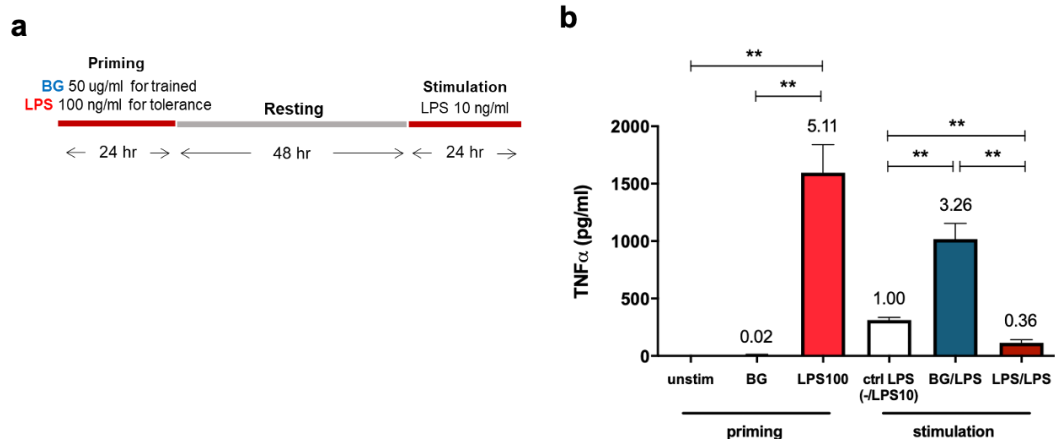 a
Priming
BG 50 ug/ml for trained
LPS 100 ng/ml for tolerance
Resting
Stimulation
LPS 10 ng/ml
24 hr
48 hr
24 hr
b
**
**
**
**
**
TNFα (pg/ml)
2000
1500
1000
500
0
0.02
5.11
1.00
3.26
0.36
unstim
BG
LPS100
ctrl LPS
(-/LPS10)
BG/LPS
LPS/LPS
priming
stimulation